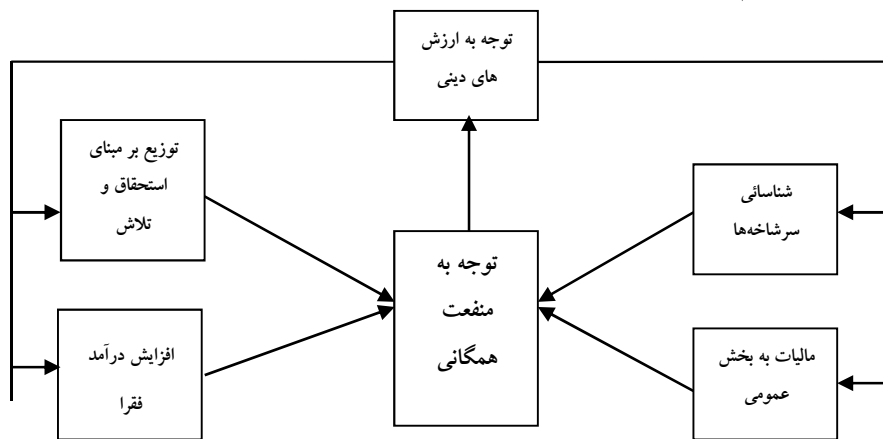 توجه به ارزش
های دینی
توزیع بر مبنای
استحقاق و
تلاش
شناسائی
سرشاخه‌ها
توجه به
منفعت
همگانی
افزایش درآمد
فقرا
مالیات به بخش
عمومی